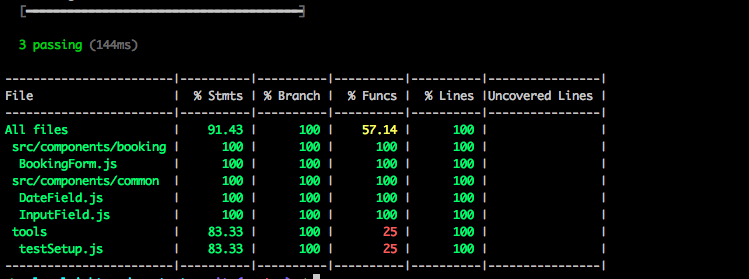 3 passing (144ms)
-------------------------|----------|----------|----------|----------|----------------|
File | % Stmts | % Branch | % Funcs | % Lines |Uncovered Lines |
-------------------------|----------|----------|----------|----------|----------------|
All files | 91.43 | 100 | 57.14 | 100 | |
src/components/booking | 100 | 100 | 100 | 100 | |
BookingForm.js | 100 | 100 | 100 | 100 | |
src/components/common | 100 | 100 | 100 | 100 | |
DateField.js | 100 | 100 | 100 | 100 | |
InputField.js | 100 | 100 | 100 | 100 | |
tools | 83.33 | 100 | 25 | 100 | |
testSetup.js | 83.33 | 100 | 25 | 100 | |
-------------------------|----------|----------|----------|----------|----------------|